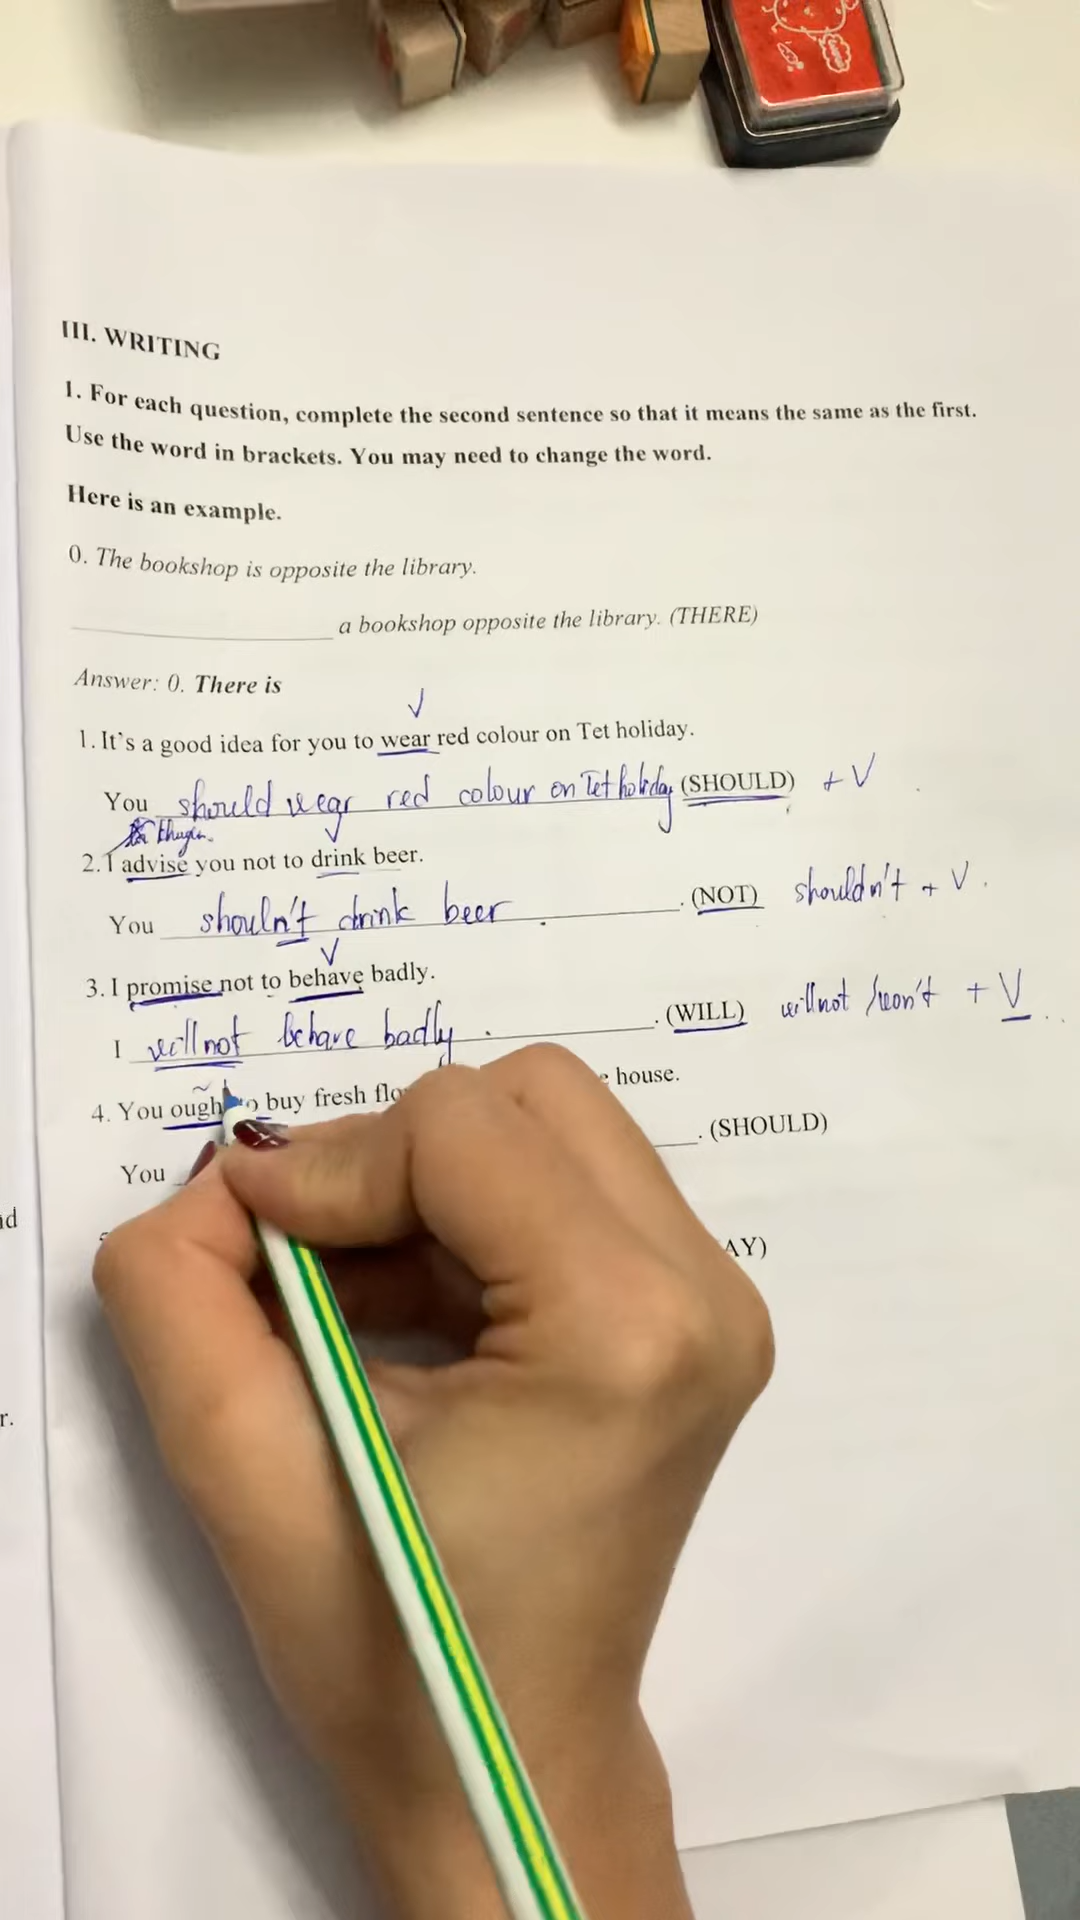 III. WRITING
1. For each question, complete the second sentence so that it means the same as the first.
Use the word in brackets. You may need to change the word.
Here is an example.
0. The bookshop is opposite the library.
____________ a bookshop opposite the library. (THERE)
Answer: 0. There is
V
1. It's a good idea for you to wear red colour on Tet holiday.
You should wear red colour on Tet holiday (SHOULD) + V
khuyên
V
2. I advise you not to drink beer.
You shouln't drink beer . (NOT) shouldn't + V.
V
3. I promise not to behave badly.
I will not behave badly . (WILL) will not / won't + V
4. You ough to buy fresh house.
You . (SHOULD)
AY)
r.